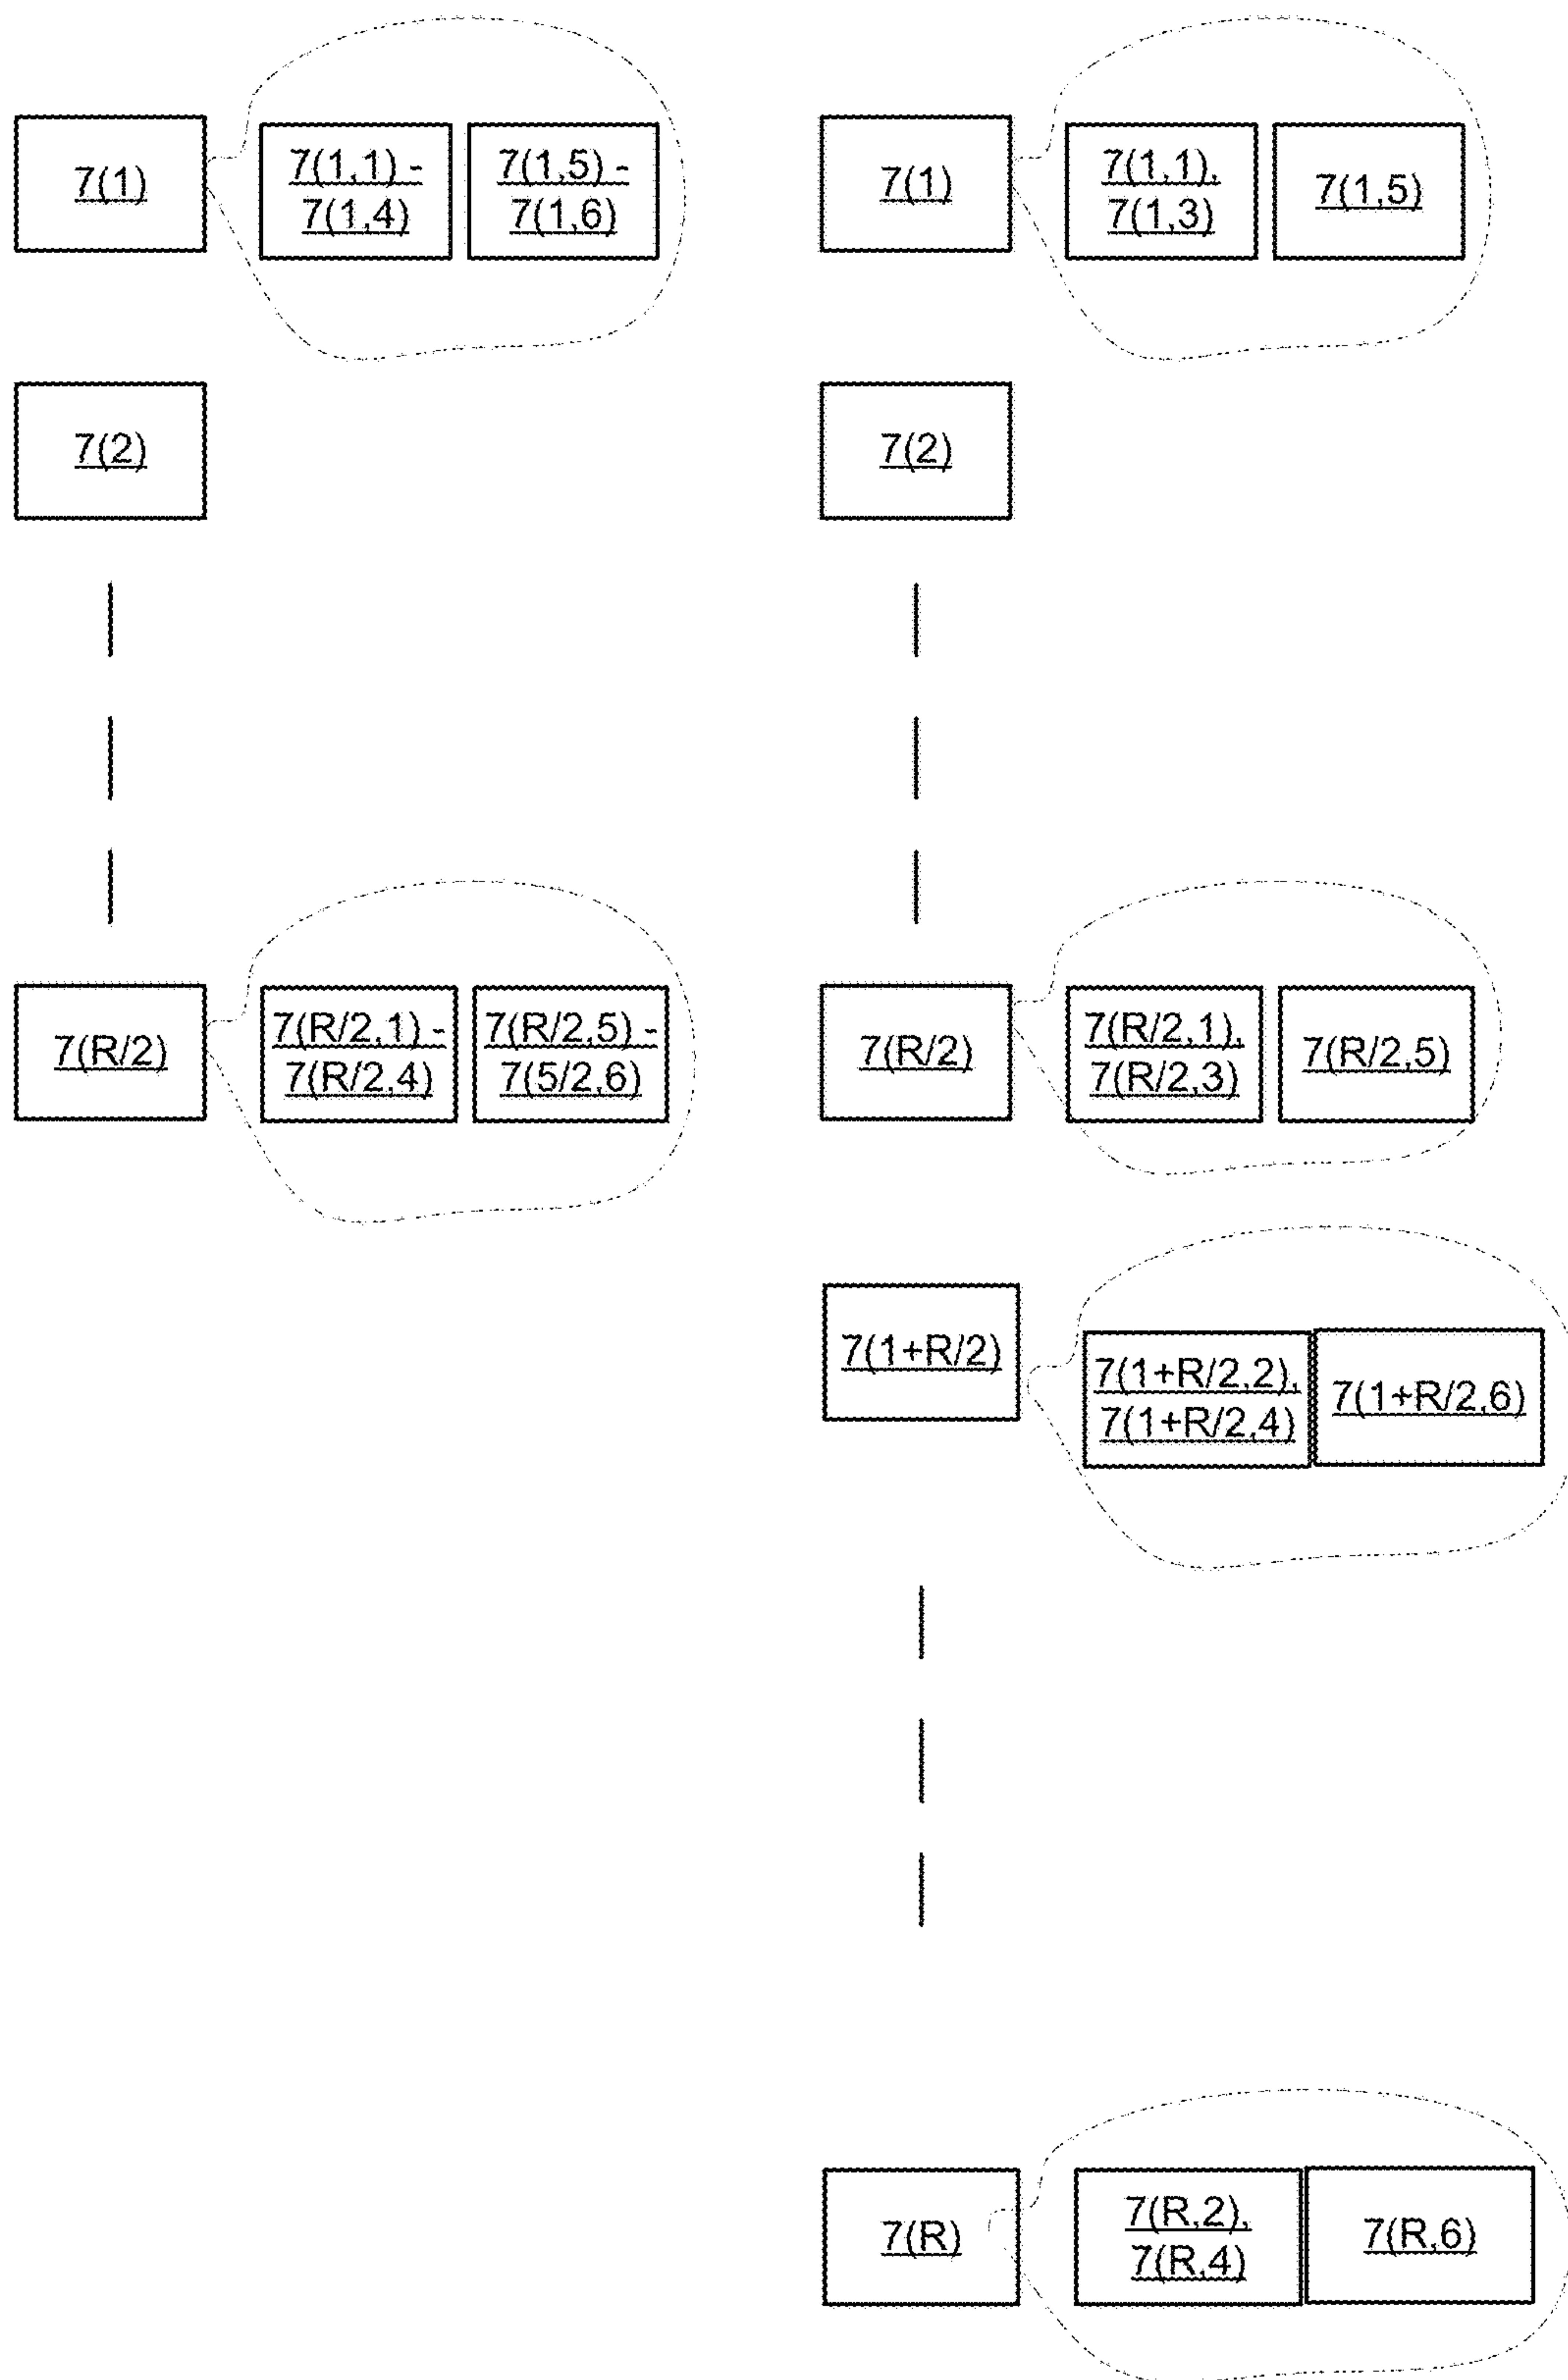 7(1)
7(1,1) -
7(1,4)
7(1,5) -
7(1,6)
7(2)
7(R/2)
7(R/2,1) -
7(R/2,4)
7(R/2,5) -
7(5/2,6)
7(1)
7(1,1),
7(1,3)
7(1,5)
7(2)
7(R/2)
7(R/2,1),
7(R/2,3)
7(R/2,5)
7(1+R/2)
7(1+R/2,2),
7(1+R/2,4)
7(1+R/2,6)
7(R)
7(R,2),
7(R,4)
7(R,6)